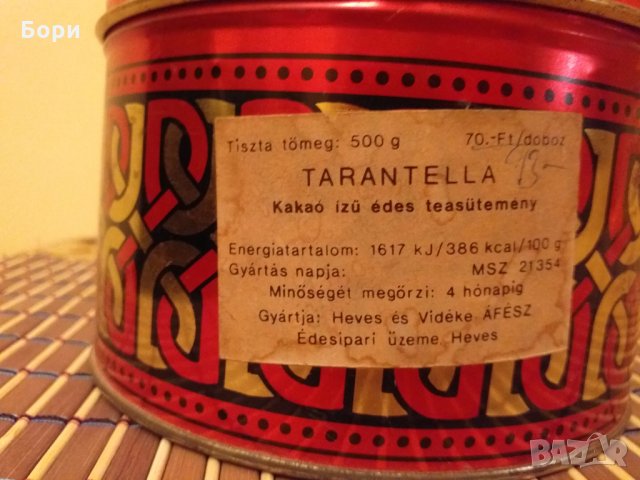 Бори
Tiszta tömeg: 500 g 70.-Ft/doboz
73-
TARANTELLA
Kakaó ízű édes teasütemény
Energiatartalom: 1617 kJ/386 kcal/100 g
Gyártás napja: MSZ 21354
Minőségét megőrzi: 4 hónapig
Gyártja: Heves és Vidéke ÁFÉSZ
Édesipari üzeme, Heves
BAZAR